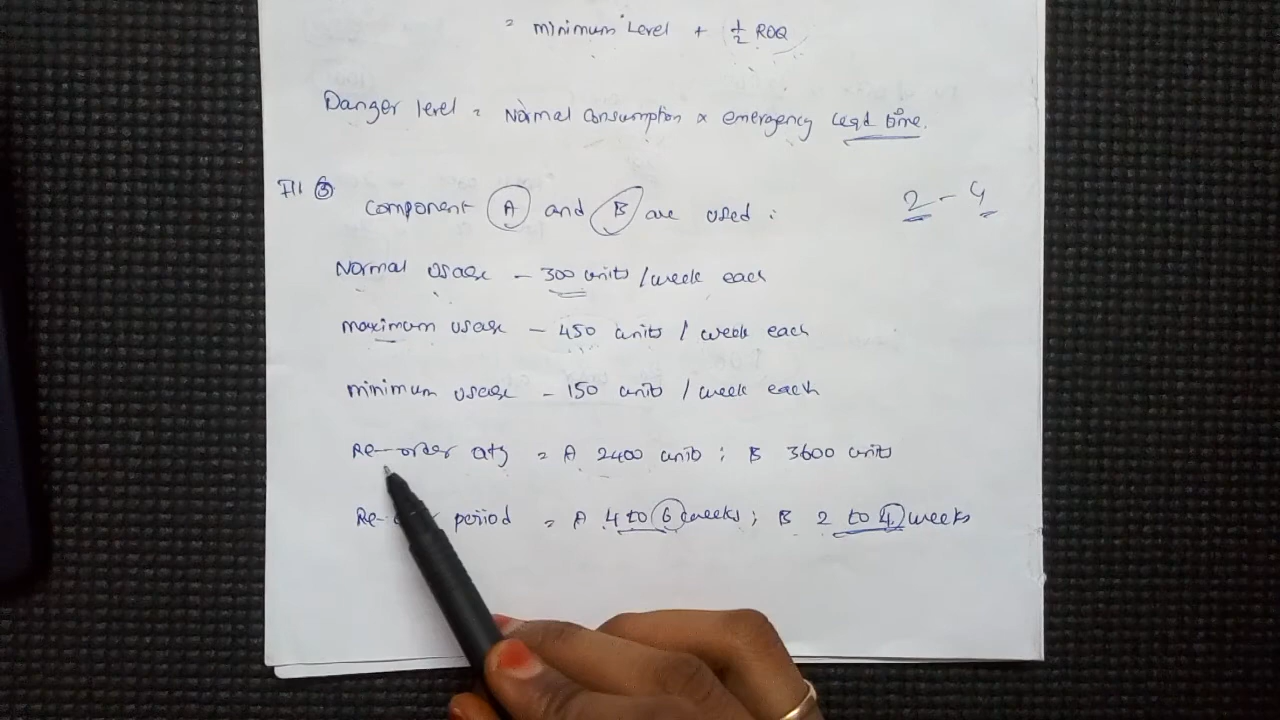 = minimum Level + 1/2 ROQ
Danger level = Normal Consumption x emergency lead time.
Ill ③
Component A and B are used :
2 - 4
Normal usage - 300 units / week each
maximum usage - 450 units / week each
minimum usage - 150 units / week each
Re-order qty = A 2400 units ; B 3600 units
Re- period = A 4 to 6 weeks ; B 2 to 4 weeks